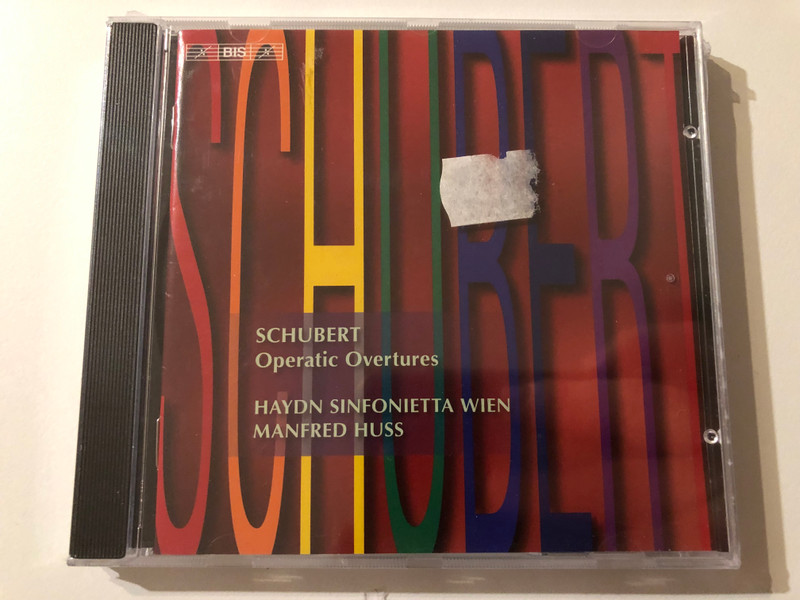 BIS
SCHUBERT
SCHUBERT
Operatic Overtures
HAYDN SINFONIETTA WIEN
MANFRED HUSS